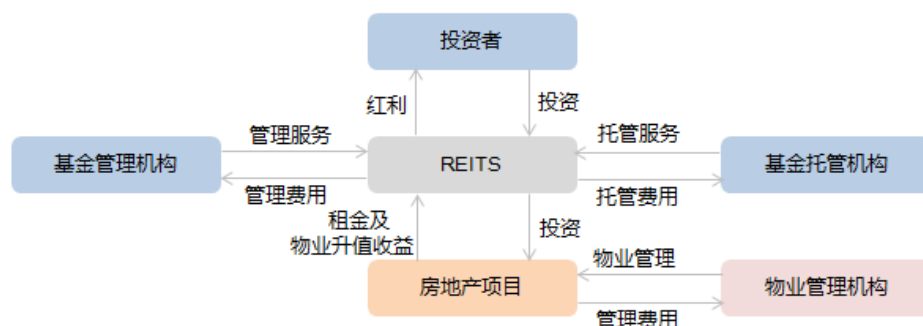 投资者
红利
投资
管理服务
托管服务
基金管理机构
REITS
基金托管机构
管理费用
托管费用
租金及
物业升值收益
投资
物业管理
房地产项目
物业管理机构
管理费用